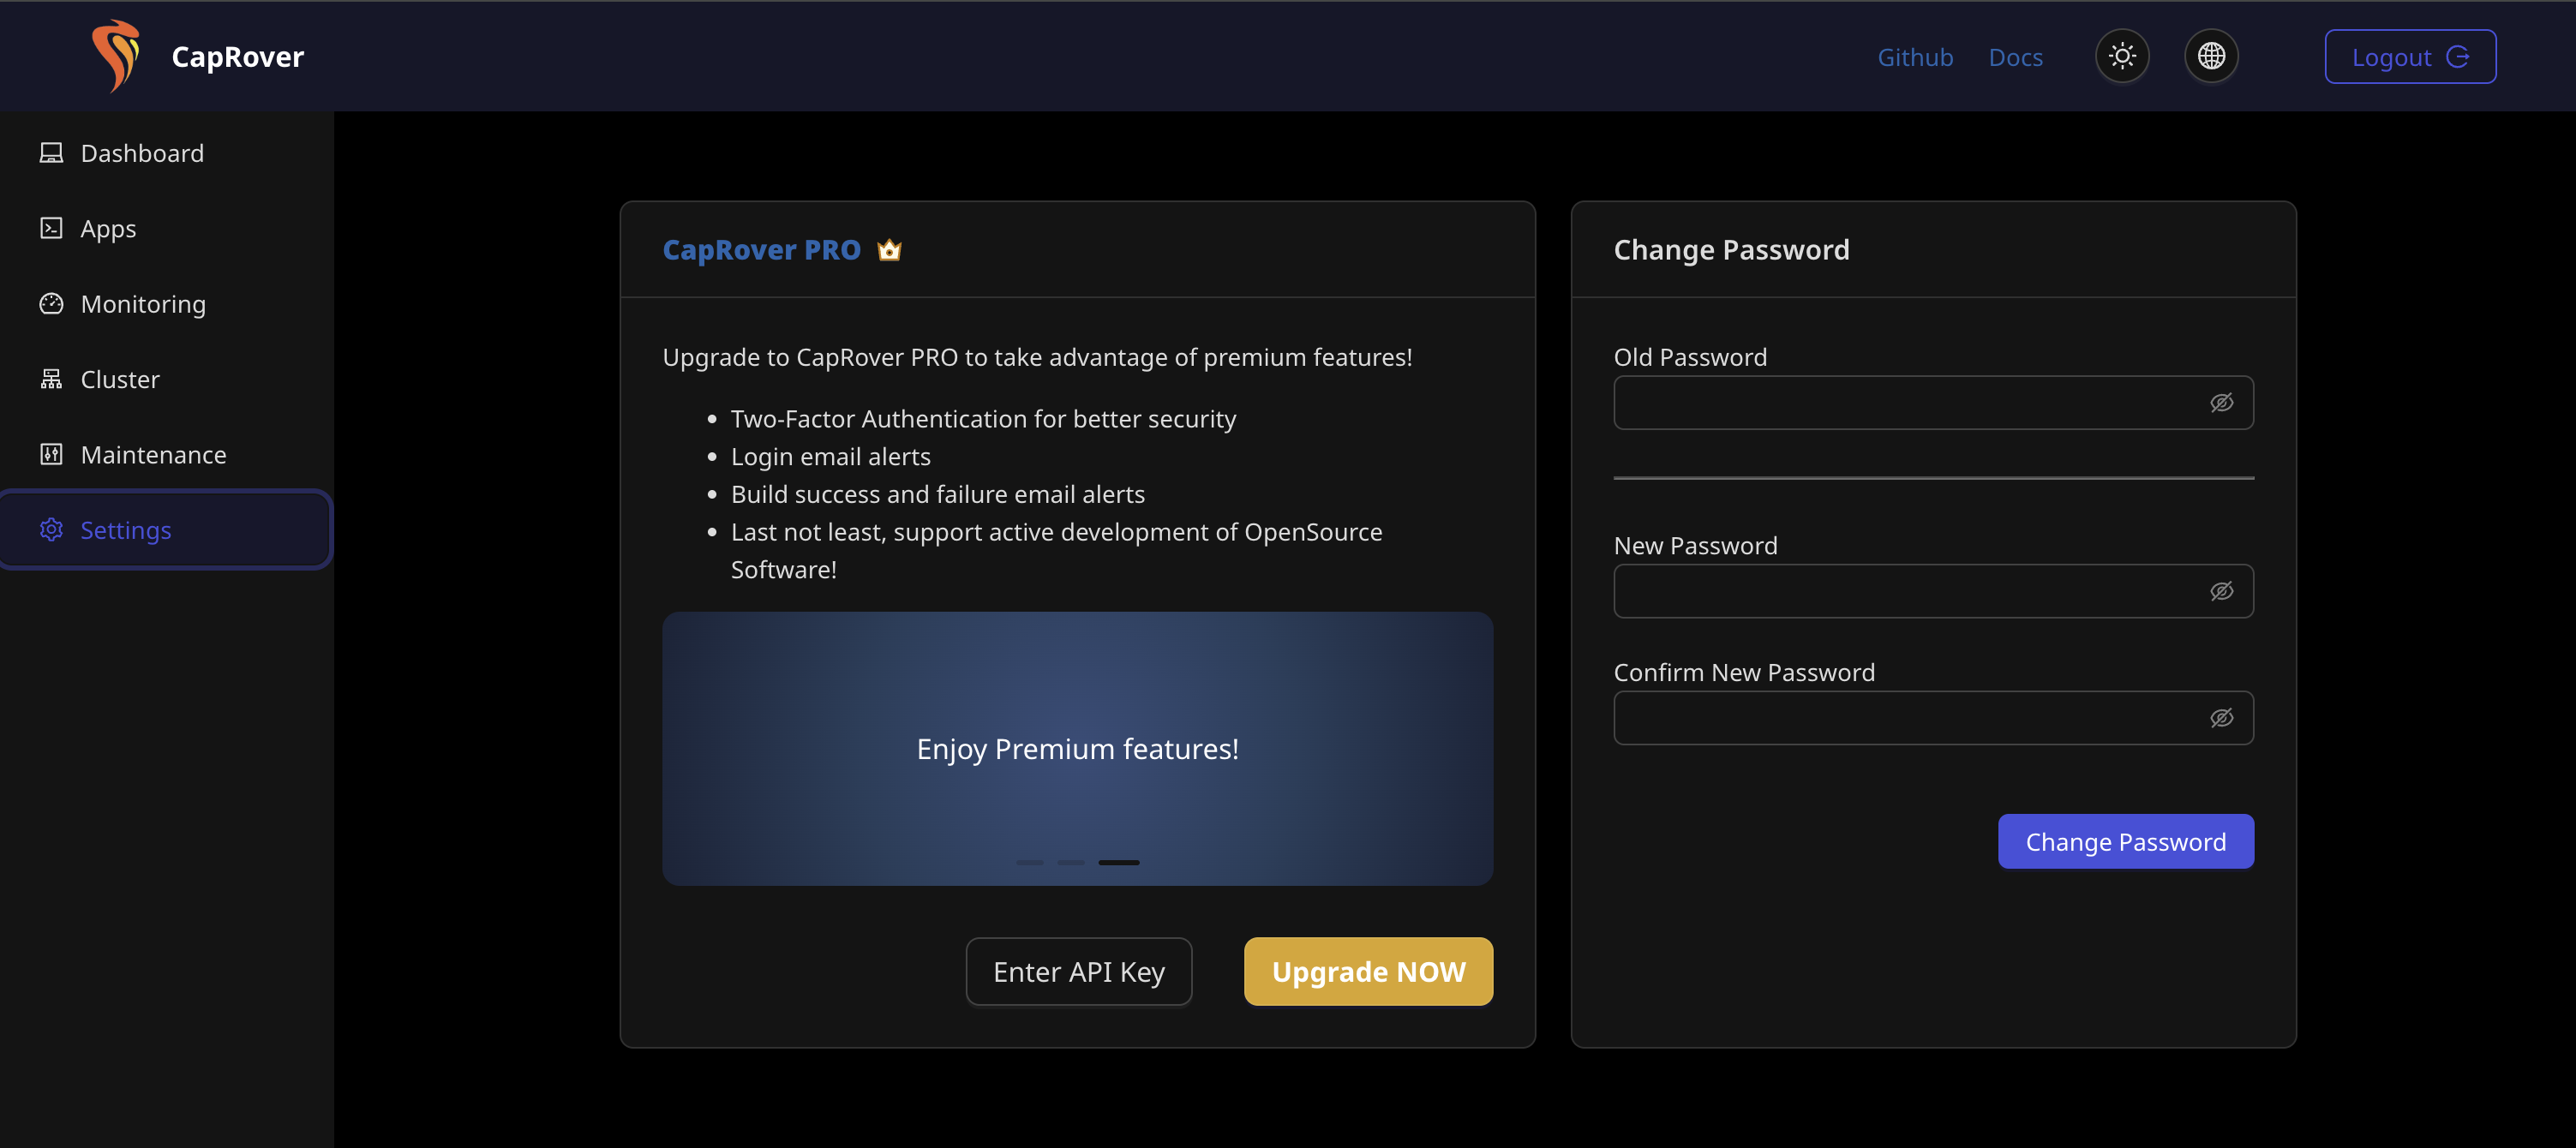 CapRover
Github
Docs
Logout
Dashboard
Apps
Monitoring
Cluster
Maintenance
Settings
CapRover PRO
Upgrade to CapRover PRO to take advantage of premium features!
Two-Factor Authentication for better security
Login email alerts
Build success and failure email alerts
Last not least, support active development of OpenSource
Software!
Enjoy Premium features!
Enter API Key
Upgrade NOW
Change Password
Old Password
New Password
Confirm New Password
Change Password